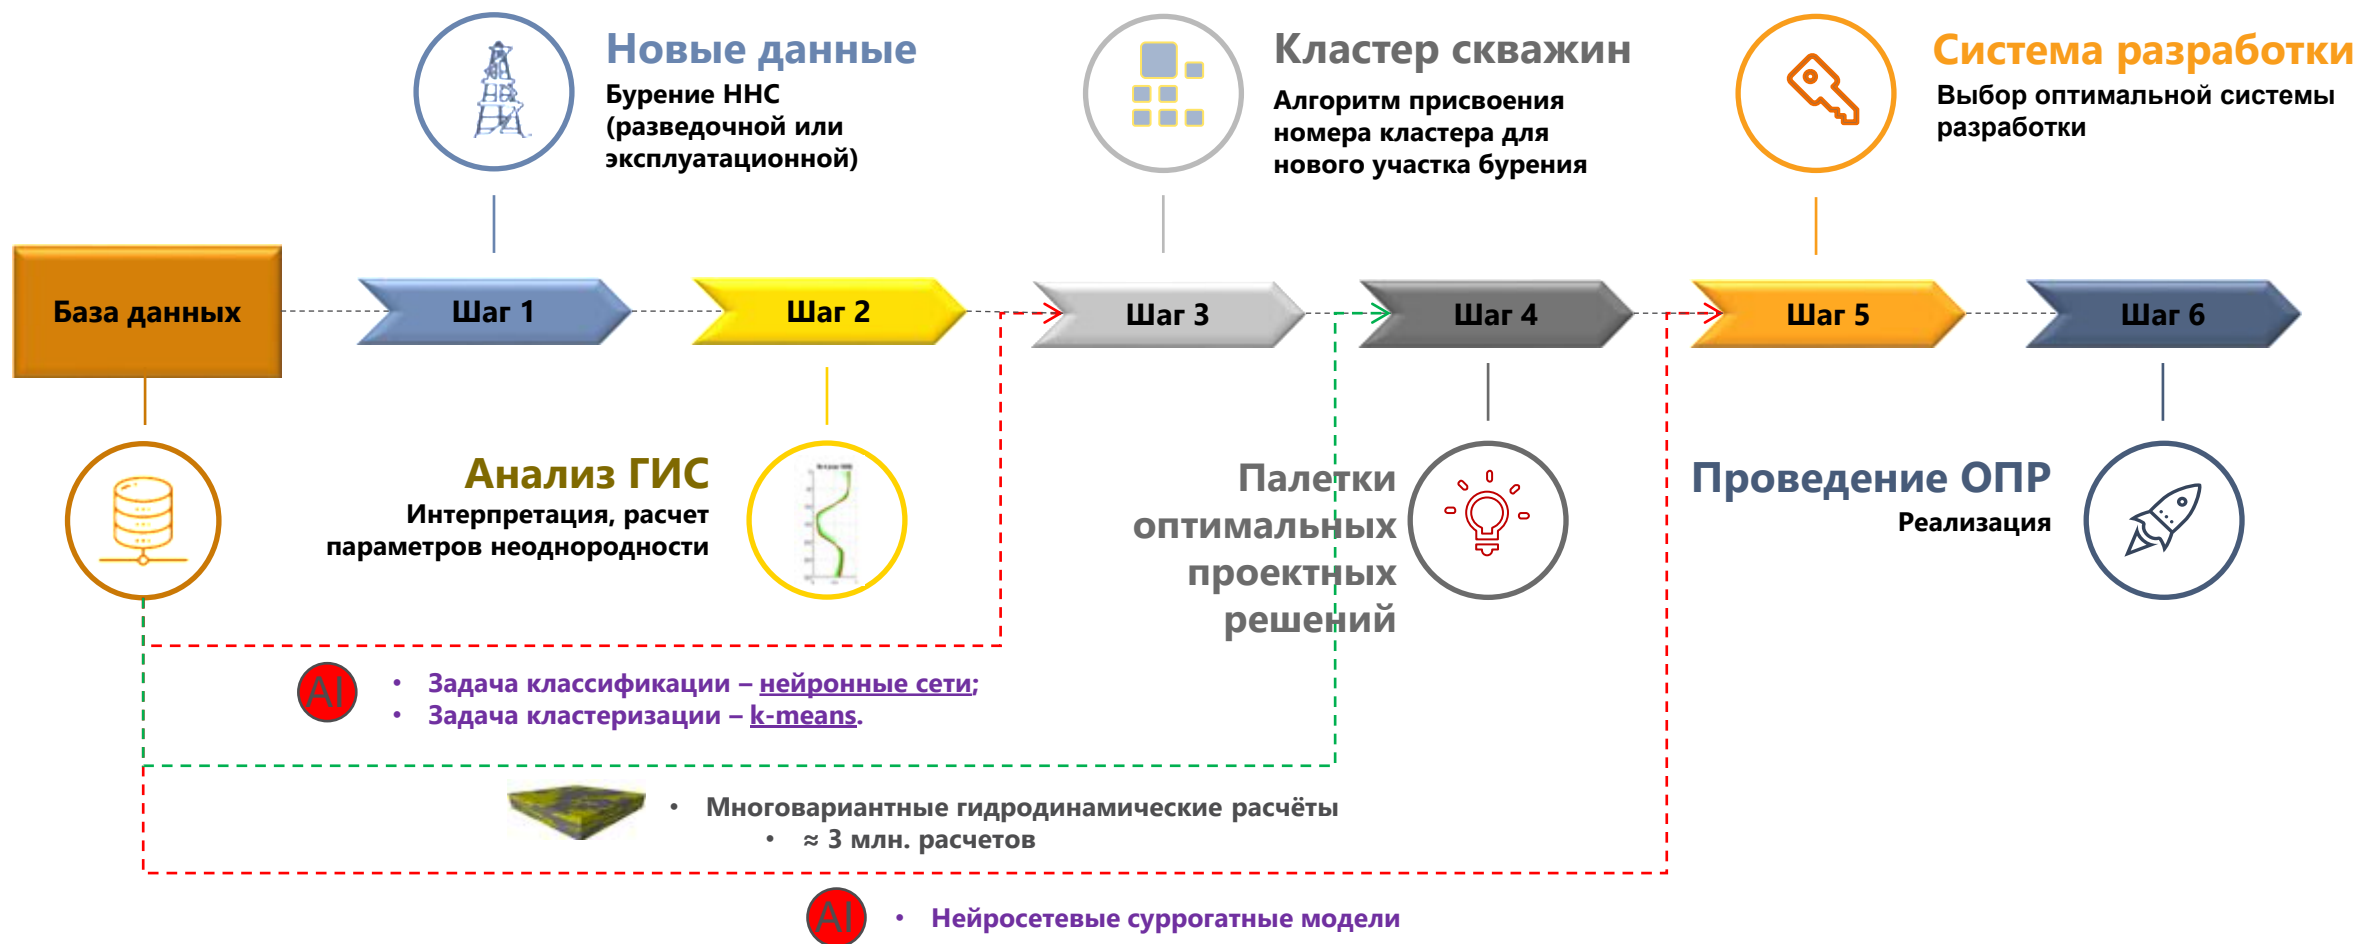 Новые данные
Бурение ННС
(разведочной или
эксплуатационной)
Кластер скважин
Алгоритм присвоения
номера кластера для
нового участка бурения
Система разработки
Выбор оптимальной системы
разработки
База данных
Шаг 1
Шаг 2
Шаг 3
Шаг 4
Шаг 5
Шаг 6
Анализ ГИС
Интерпретация, расчет
параметров неоднородности
Палетки
оптимальных
проектных
решений
Проведение ОПР
Реализация
AI
• Задача классификации – нейронные сети;
• Задача кластеризации – k-means.
• Многовариантные гидродинамические расчёты
• ≈ 3 млн. расчетов
AI
• Нейросетевые суррогатные модели